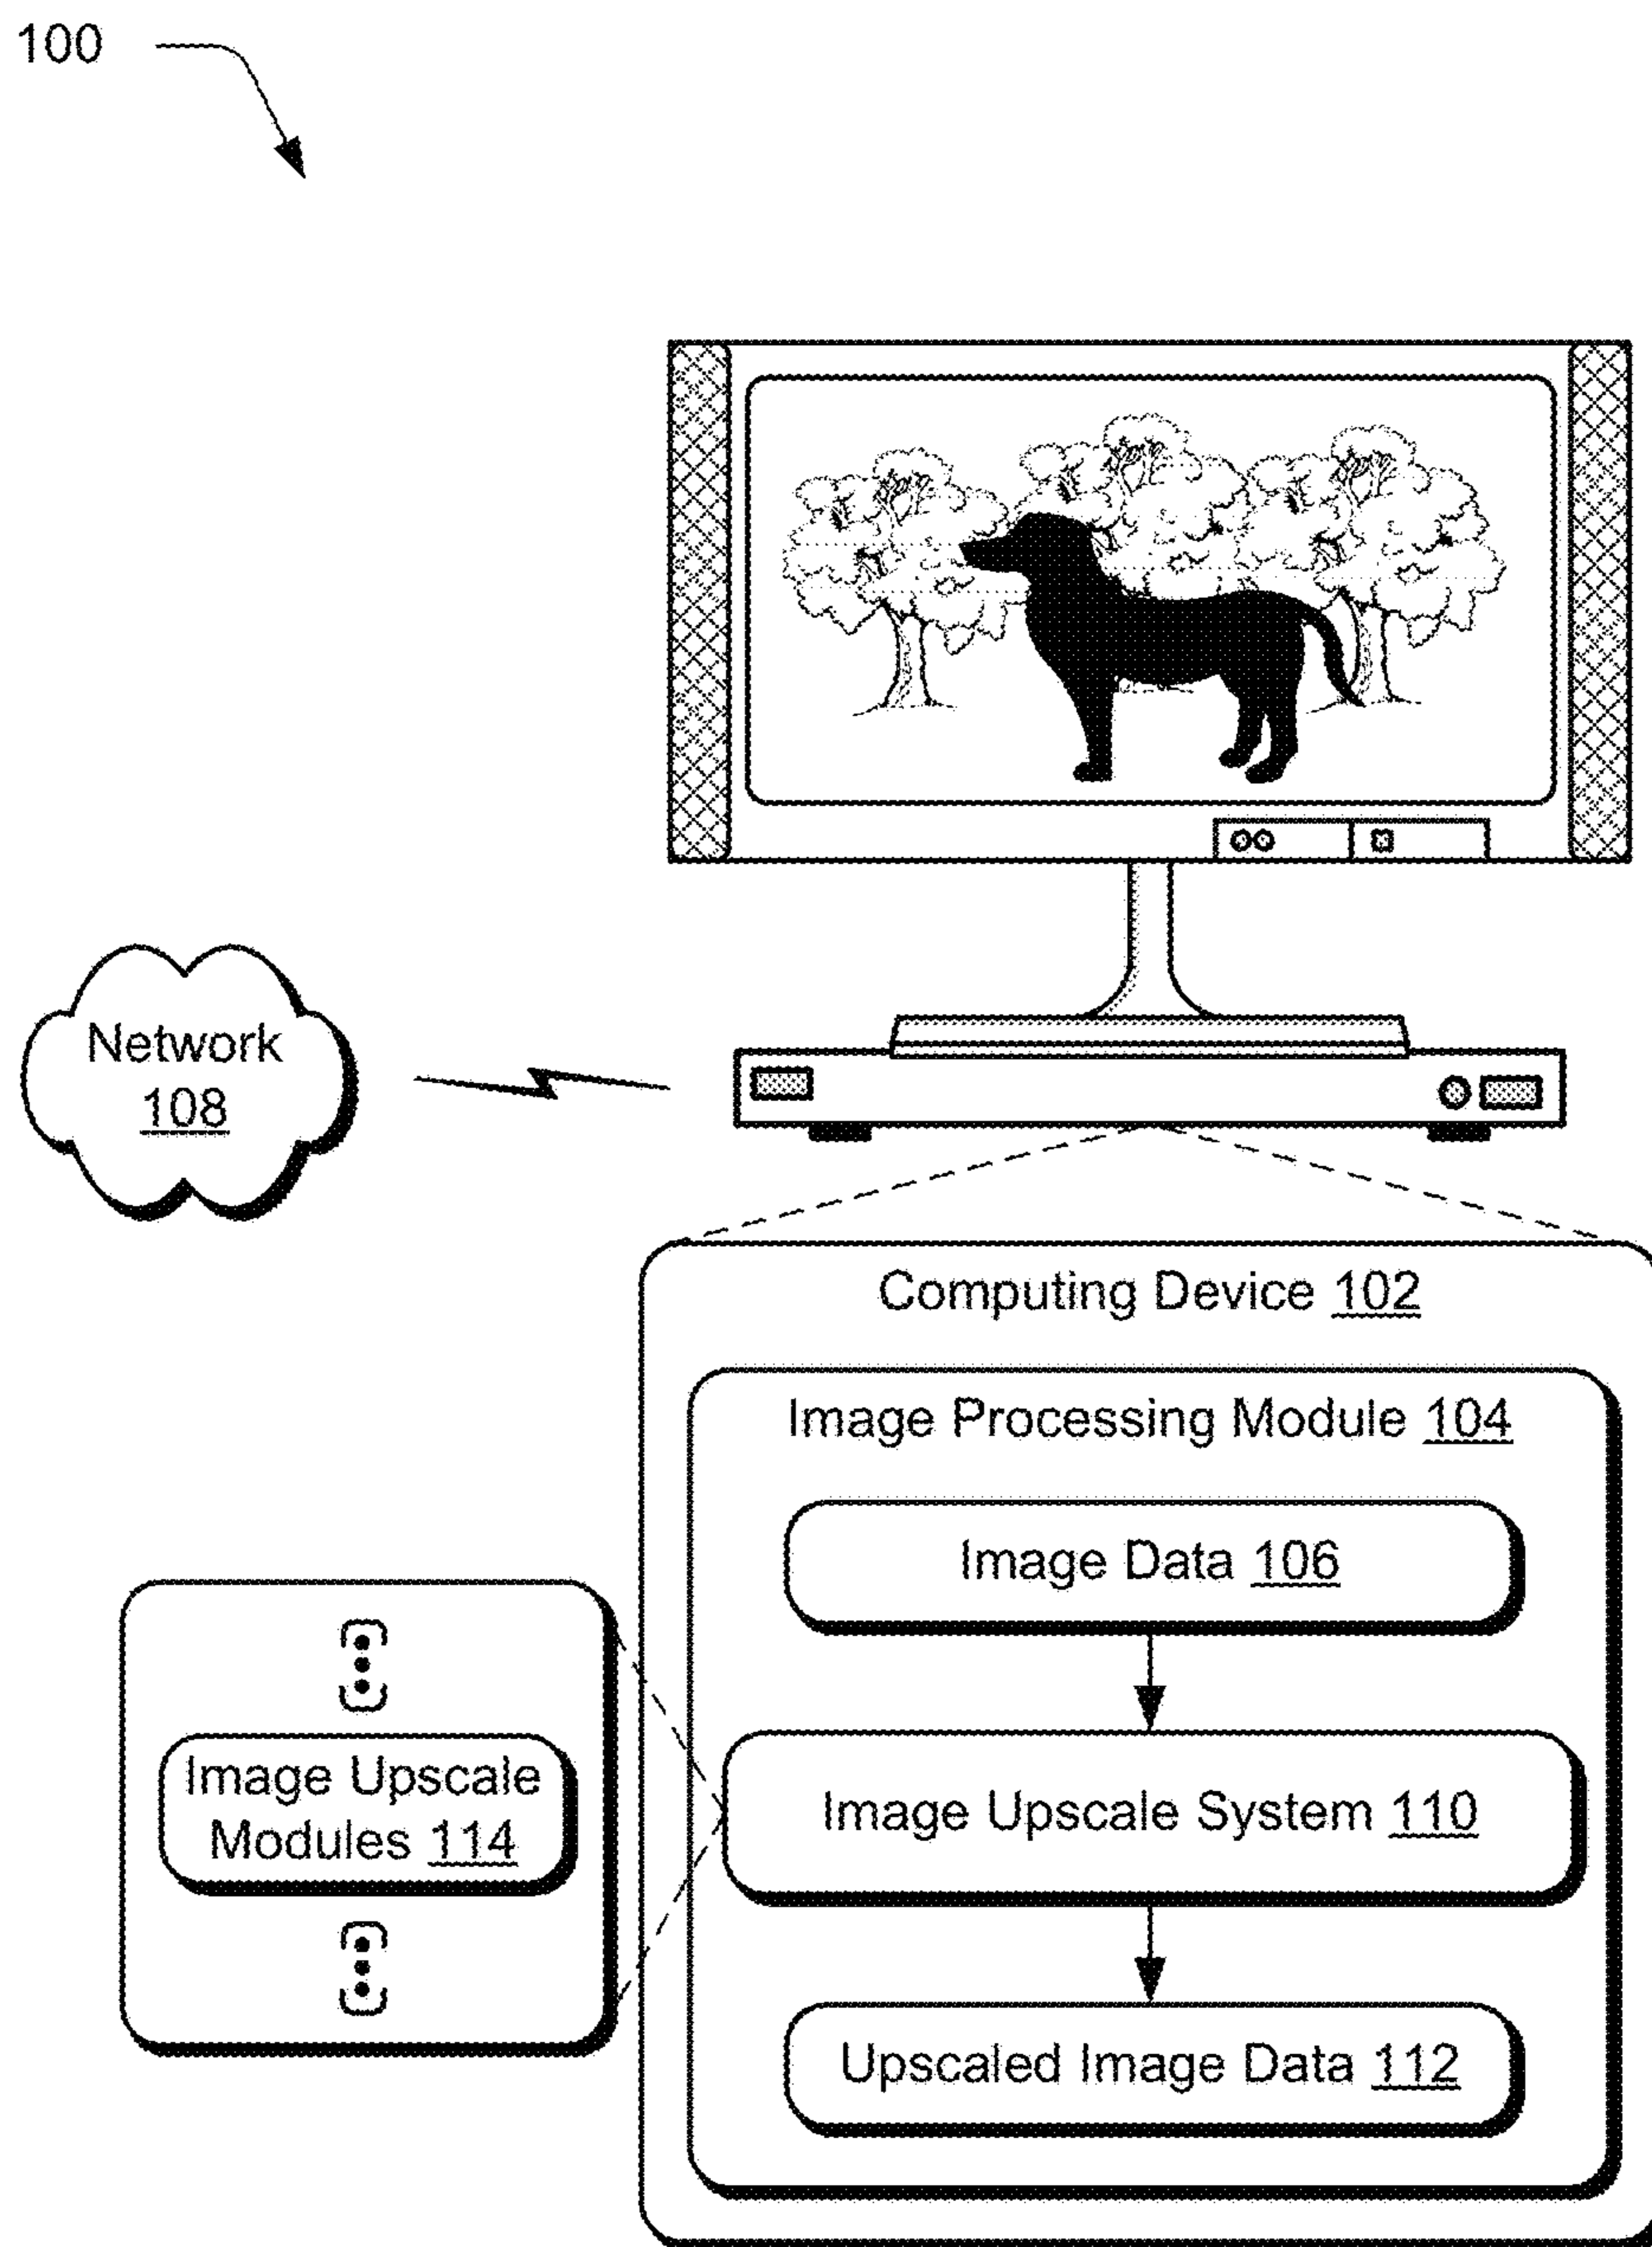 100
Network
108
Computing Device 102
Image Processing Module 104
Image Data 106
Image Upscale
Modules 114
Image Upscale System 110
Upscaled Image Data 112